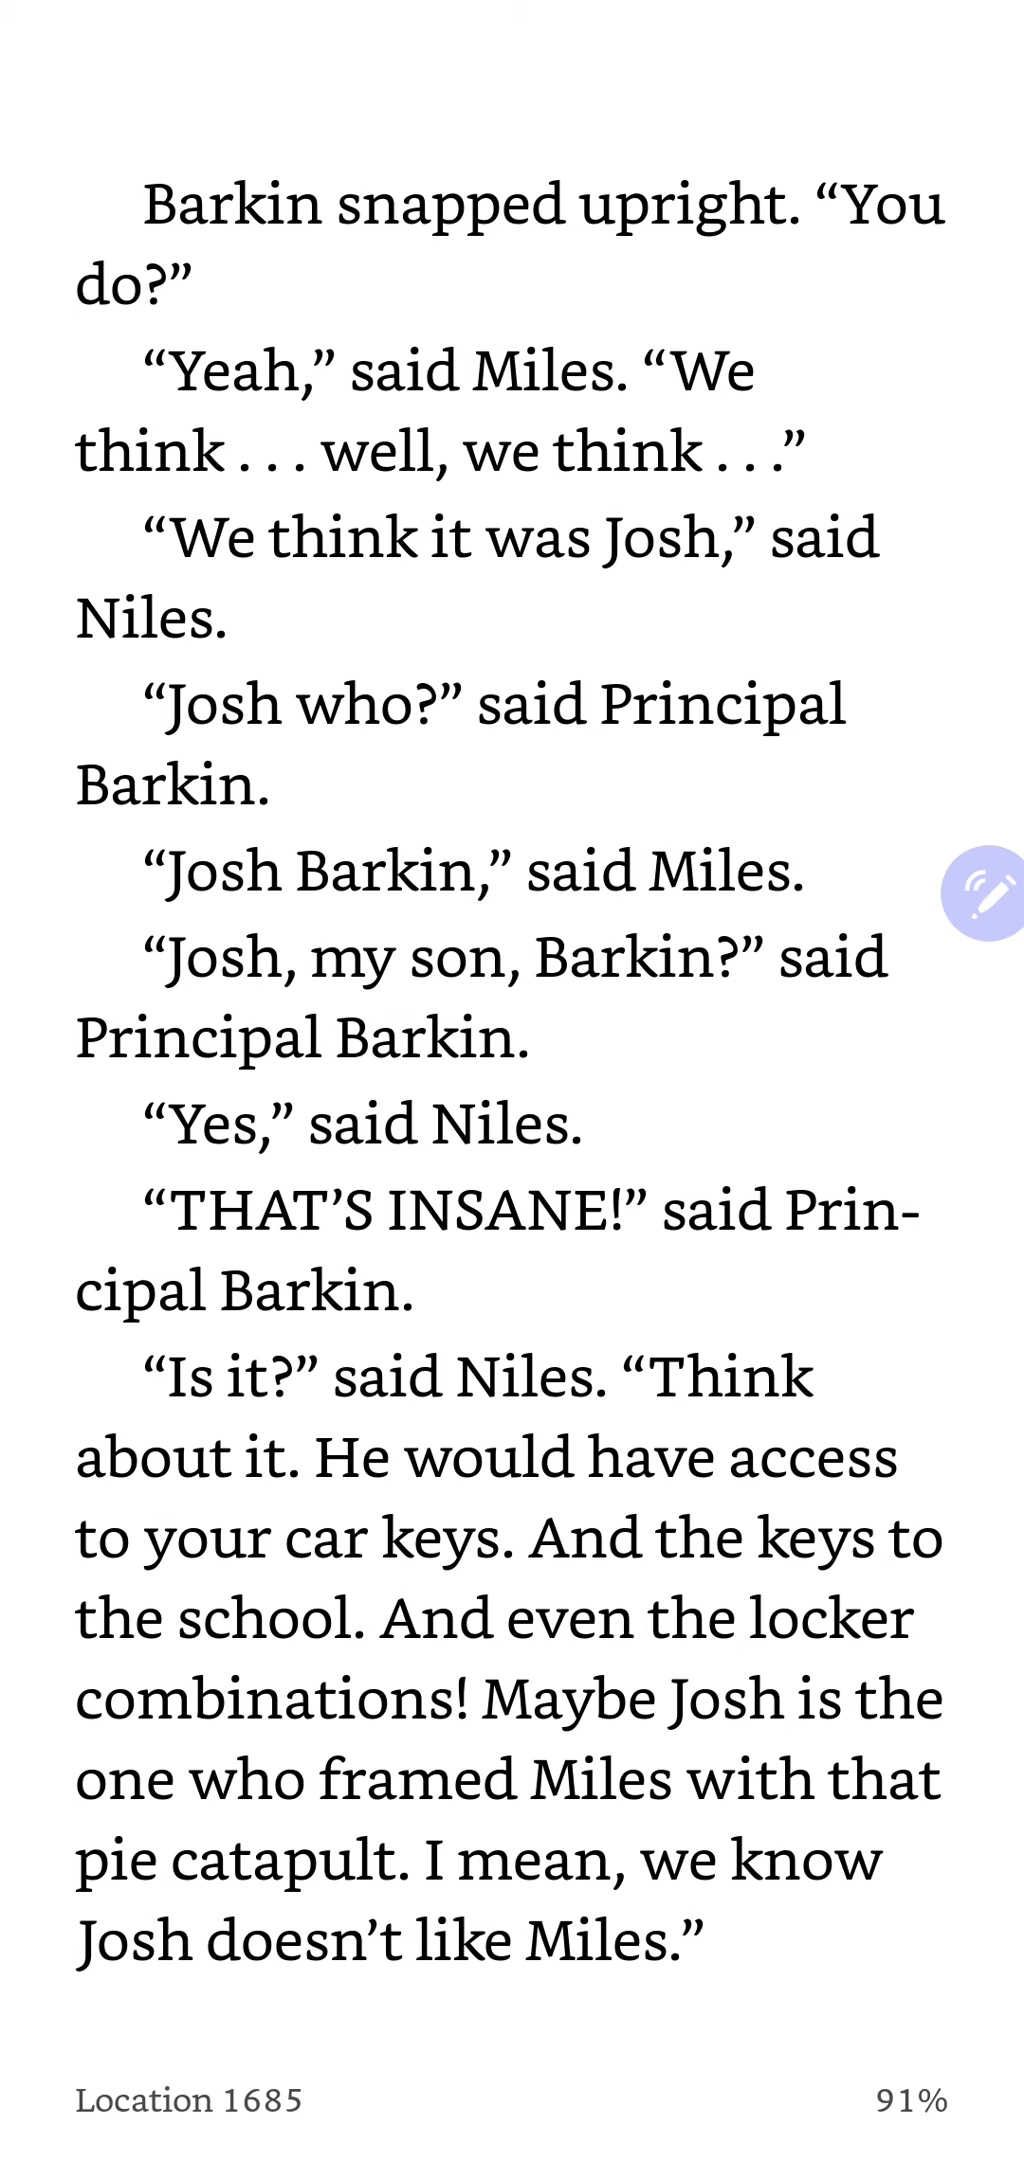 Barkin snapped upright. “You
do?”
“Yeah,” said Miles. “We
think . . . well, we think . . .”
“We think it was Josh,” said
Niles.
“Josh who?” said Principal
Barkin.
“Josh Barkin,” said Miles.
“Josh, my son, Barkin?” said
Principal Barkin.
“Yes,” said Niles.
“THAT’S INSANE!” said Prin-
cipal Barkin.
“Is it?” said Niles. “Think
about it. He would have access
to your car keys. And the keys to
the school. And even the locker
combinations! Maybe Josh is the
one who framed Miles with that
pie catapult. I mean, we know
Josh doesn’t like Miles.”
Location 1685
91%